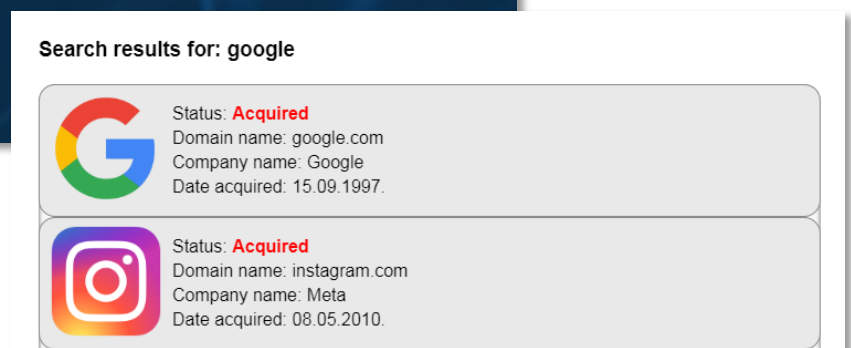 Search results for: google
Status: Acquired
Domain name: google.com
Company name: Google
Date acquired: 15.09.1997.
Status: Acquired
Domain name: instagram.com
Company name: Meta
Date acquired: 08.05.2010.